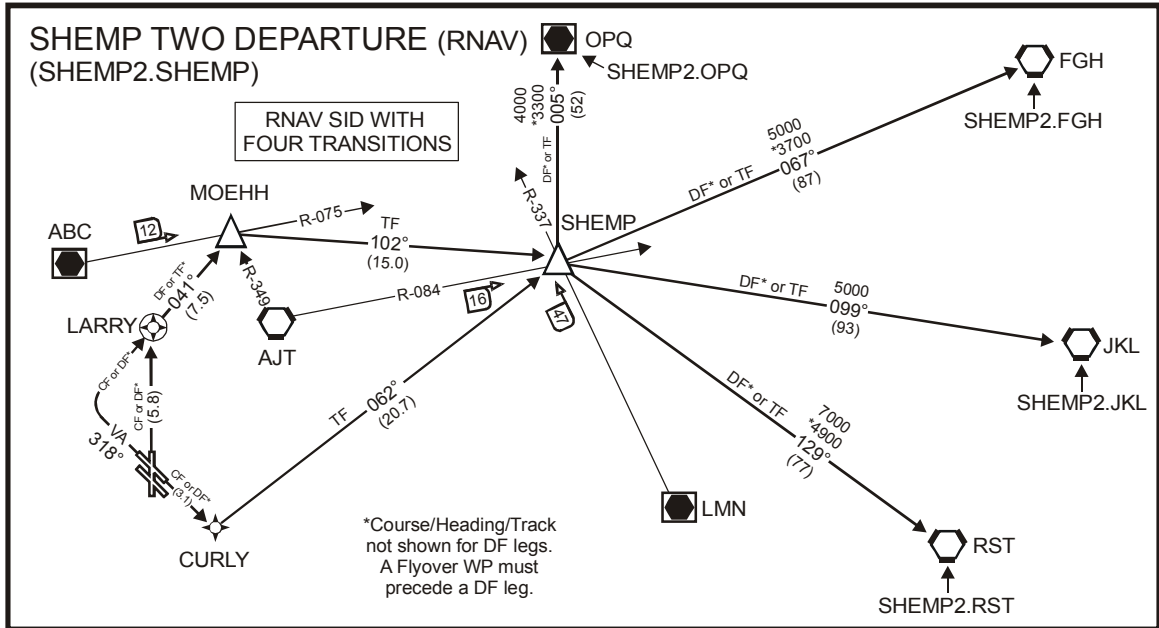 SHEMP TWO DEPARTURE (RNAV)
(SHEMP2.SHEMP)
RNAV SID WITH
FOUR TRANSITIONS
OPQ
SHEMP2.OPQ
4000
*3300
005°
(52)
DF* or TF
FGH
SHEMP2.FGH
5000
*3700
067°
(87)
DF* or TF
MOEHH
ABC
12
R-075
TF
102°
(15.0)
R-337
SHEMP
DF or TF*
041°
(7.5)
LARRY
R-349
AJT
R-084
16
47
DF* or TF
5000
099°
(93)
JKL
SHEMP2.JKL
CF or DF*
CF or DF*
(5.8)
VA
318°
CF or DF*
(3.1)
CURLY
TF
062°
(20.7)
DF* or TF
7000
*4900
129°
(77)
LMN
RST
SHEMP2.RST
*Course/Heading/Track
not shown for DF legs.
A Flyover WP must
precede a DF leg.